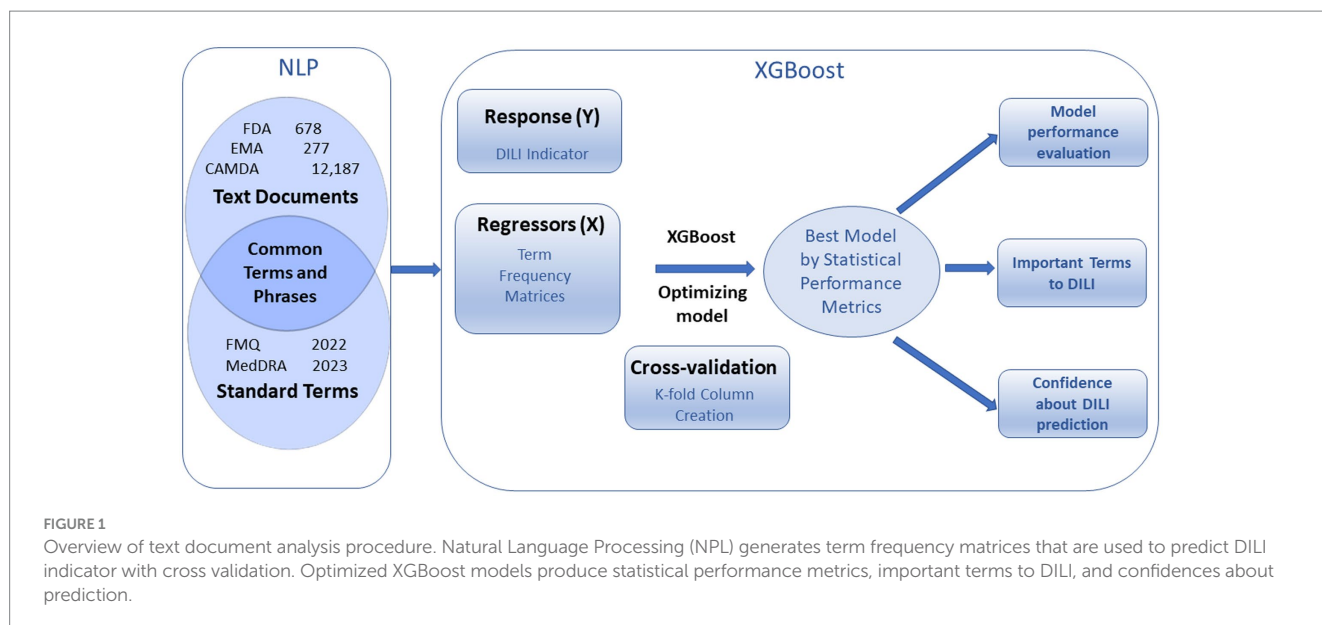 NLP
FDA 678
EMA 277
CAMDA 12,187
Text Documents
Common
Terms and
Phrases
FMQ 2022
MedDRA 2023
Standard Terms
XGBoost
Response (Y)
DILI Indicator
Regressors (X)
Term
Frequency
Matrices
XGBoost
Optimizing
model
Cross-validation
K-fold Column
Creation
Best Model
by Statistical
Performance
Metrics
Model
performance
evaluation
Important Terms
to DILI
Confidence
about DILI
prediction
FIGURE 1
Overview of text document analysis procedure. Natural Language Processing (NPL) generates term frequency matrices that are used to predict DILI
indicator with cross validation. Optimized XGBoost models produce statistical performance metrics, important terms to DILI, and confidences about
prediction.